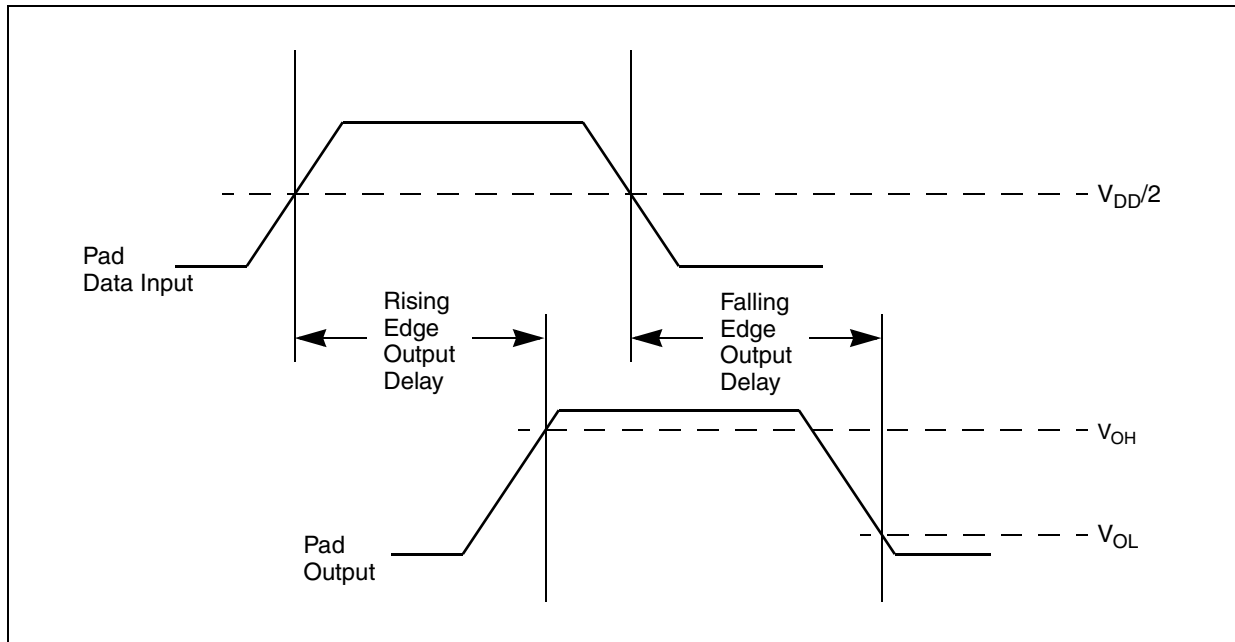 V_DD/2
Pad
Data Input
Rising
Edge
Output
Delay
Falling
Edge
Output
Delay
V_OH
V_OL
Pad
Output